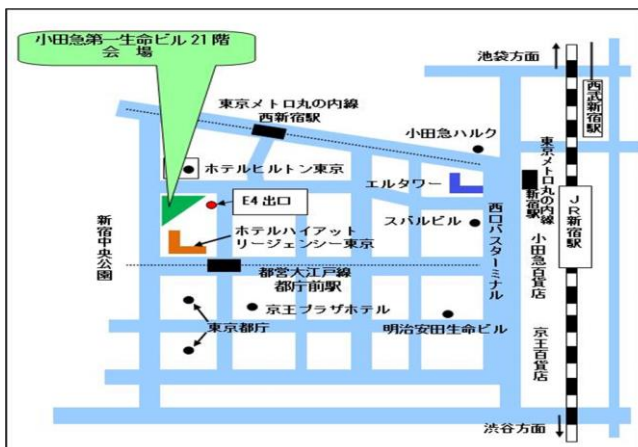 小田急第一生命ビル21階
会　場
池袋方面
西武新宿駅
東京メトロ丸の内線
西新宿駅
小田急ハルク
ホテルヒルトン東京
エルタワー
東京メトロ丸の内線
新宿駅
JR新宿駅
E4 出口
新宿中央公園
ホテルハイアット
リージェンシー東京
スバルビル
西口バスターミナル
小田急百貨店
都営大江戸線
都庁前駅
京王プラザホテル
東京都庁
明治安田生命ビル
京王百貨店
渋谷方面